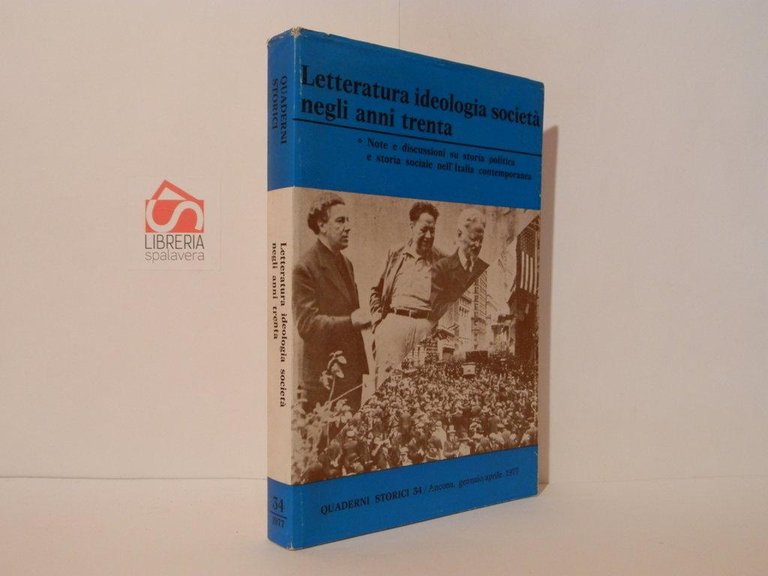 Letteratura ideologia società
negli anni trenta
* Note e discussioni su storia politica
e storia sociale nell'Italia contemporanea
QUADERNI STORICI 34 / Ancona, gennaio/aprile 1977
QUADERNI
STORICI
Letteratura ideologia società
negli anni trenta
34
1977
LIBRERIA
spalavera